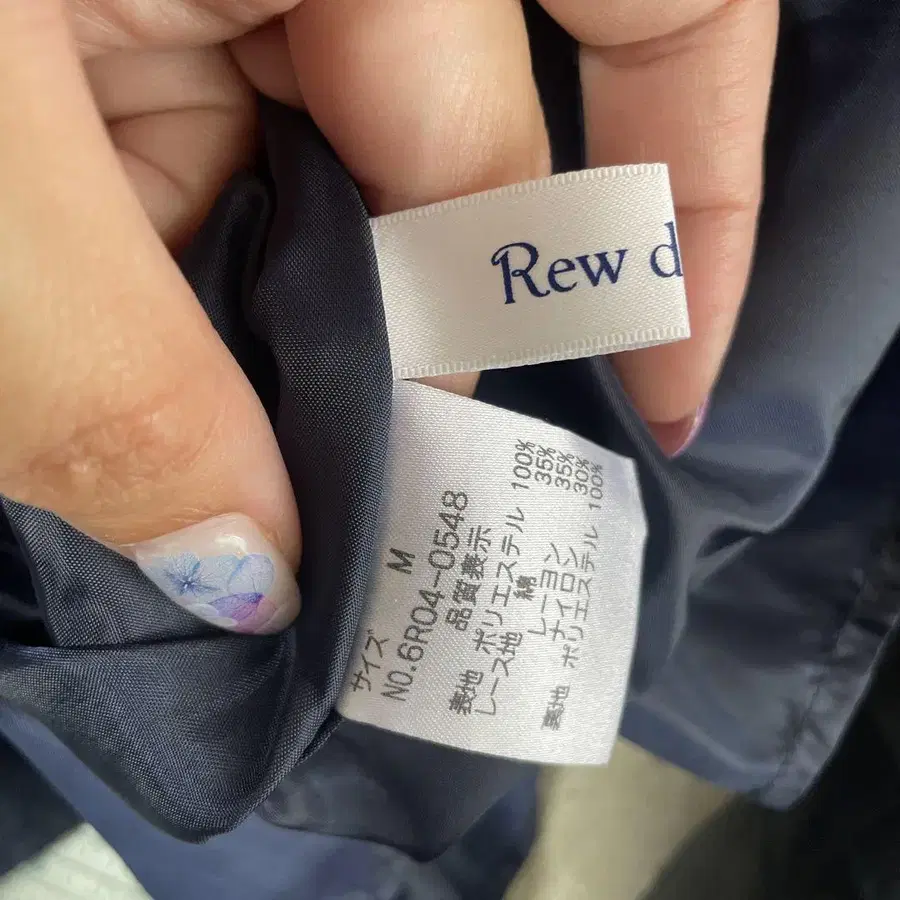 Rew d
サイズ M
NO.6R04-0548
品質表示
表地 ポリエステル 100%
レース地 綿 35%
レーヨン 35%
ナイロン 30%
裏地 ポリエステル 100%